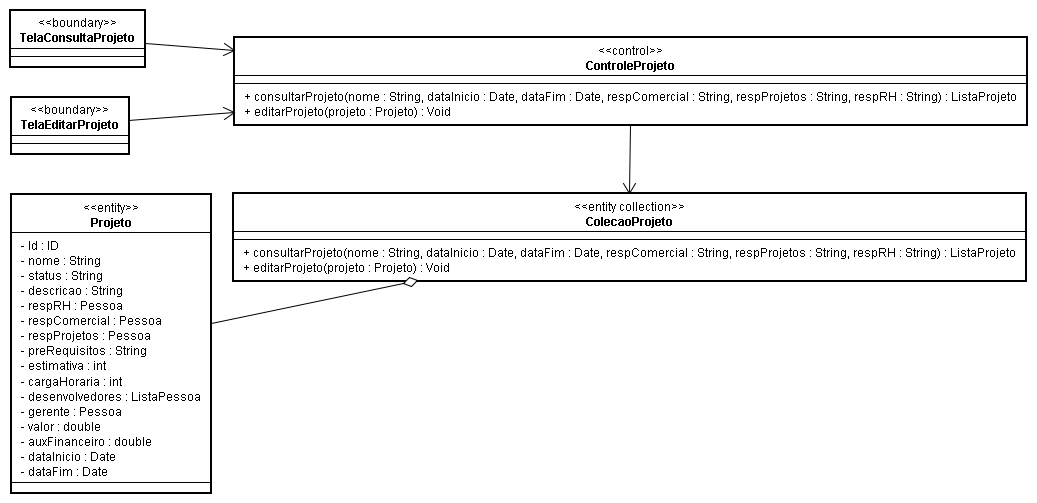 <<boundary>>
TelaConsultaProjeto
<<boundary>>
TelaEditarProjeto
<<control>>
ControleProjeto
+ consultarProjeto(nome : String, dataInicio : Date, dataFim : Date, respComercial : String, respProjetos : String, respRH : String) : ListaProjeto
+ editarProjeto(projeto : Projeto) : Void
<<entity collection>>
ColecaoProjeto
+ consultarProjeto(nome : String, dataInicio : Date, dataFim : Date, respComercial : String, respProjetos : String, respRH : String) : ListaProjeto
+ editarProjeto(projeto : Projeto) : Void
<<entity>>
Projeto
- Id : ID
- nome : String
- status : String
- descricao : String
- respRH : Pessoa
- respComercial : Pessoa
- respProjetos : Pessoa
- preRequisitos : String
- estimativa : int
- cargaHoraria : int
- desenvolvedores : ListaPessoa
- gerente : Pessoa
- valor : double
- auxFinanceiro : double
- dataInicio : Date
- dataFim : Date